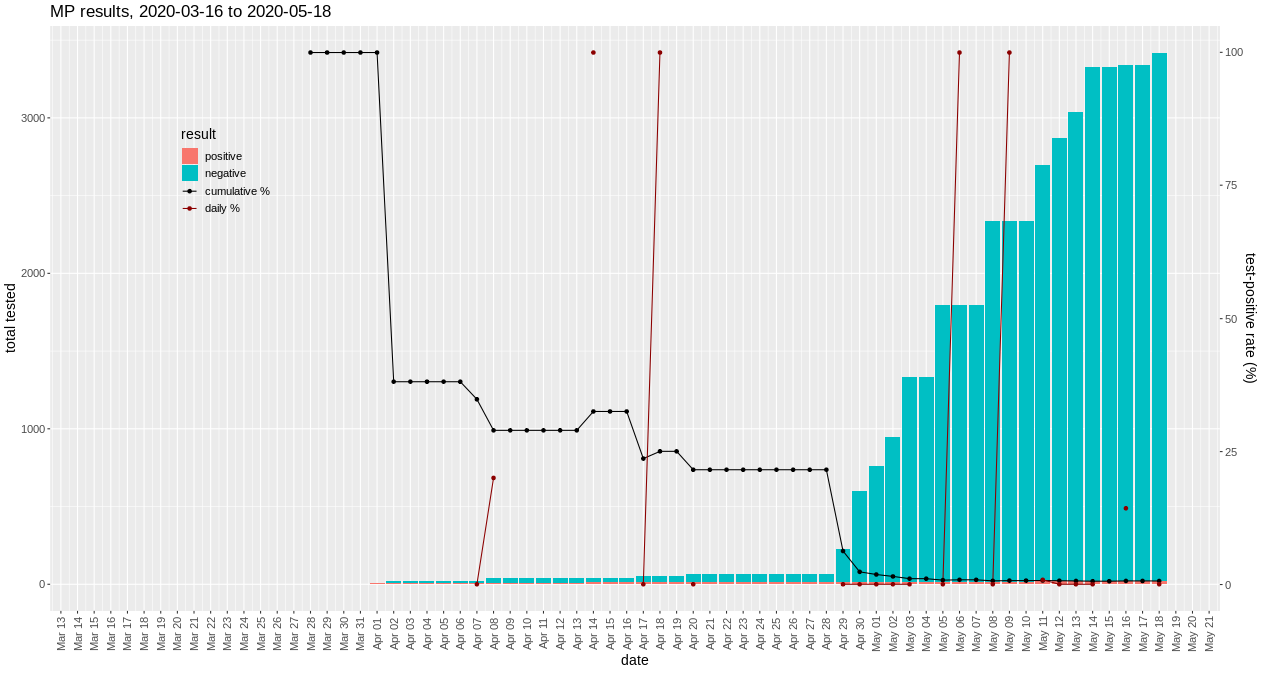 MP results, 2020-03-16 to 2020-05-18
total tested
3000
2000
1000
0
result
positive
negative
cumulative %
daily %
100
75
50
25
0
test-positive rate (%)
Mar 13
Mar 14
Mar 15
Mar 16
Mar 17
Mar 18
Mar 19
Mar 20
Mar 21
Mar 22
Mar 23
Mar 24
Mar 25
Mar 26
Mar 27
Mar 28
Mar 29
Mar 30
Mar 31
Apr 01
Apr 02
Apr 03
Apr 04
Apr 05
Apr 06
Apr 07
Apr 08
Apr 09
Apr 10
Apr 11
Apr 12
Apr 13
Apr 14
Apr 15
Apr 16
Apr 17
Apr 18
Apr 19
Apr 20
Apr 21
Apr 22
Apr 23
Apr 24
Apr 25
Apr 26
Apr 27
Apr 28
Apr 29
Apr 30
May 01
May 02
May 03
May 04
May 05
May 06
May 07
May 08
May 09
May 10
May 11
May 12
May 13
May 14
May 15
May 16
May 17
May 18
May 19
May 20
May 21
date